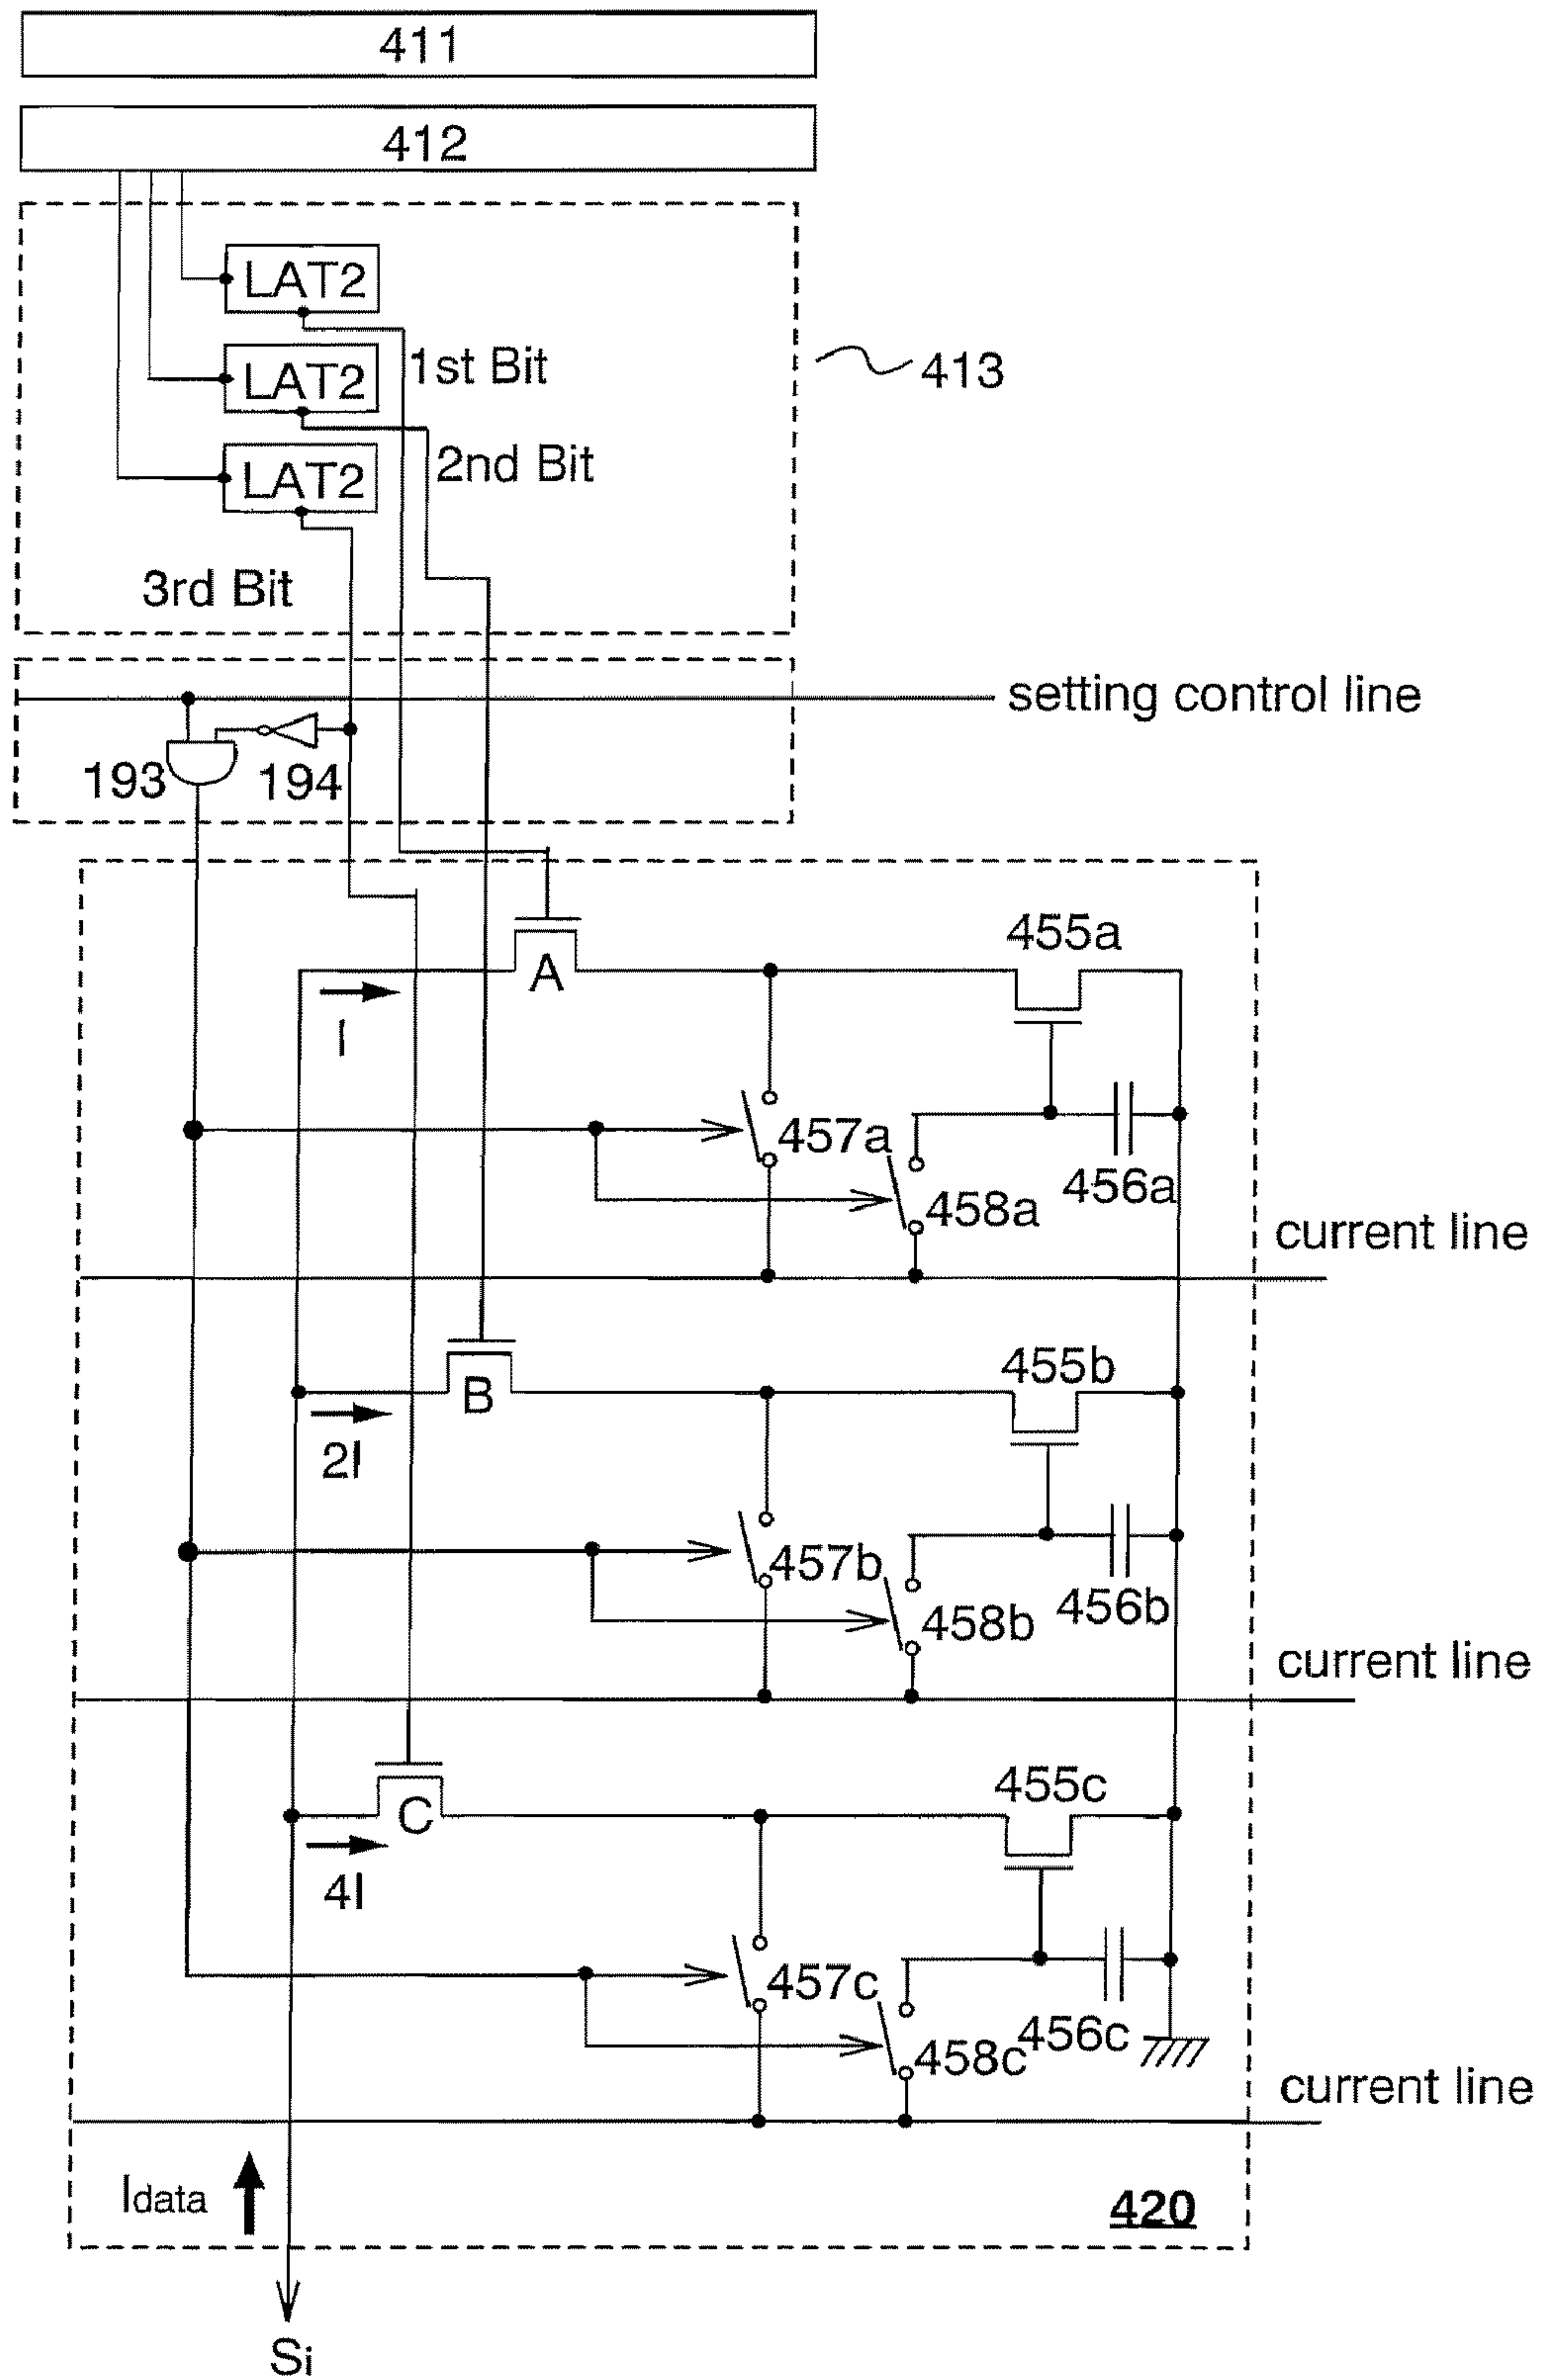 411
412
LAT2
LAT2
1st Bit
413
LAT2
2nd Bit
3rd Bit
setting control line
193
194
455a
A
I
457a
456a
458a
current line
455b
B
2I
457b
456b
458b
current line
455c
C
4I
457c
456c
458c
current line
Idata
420
Si